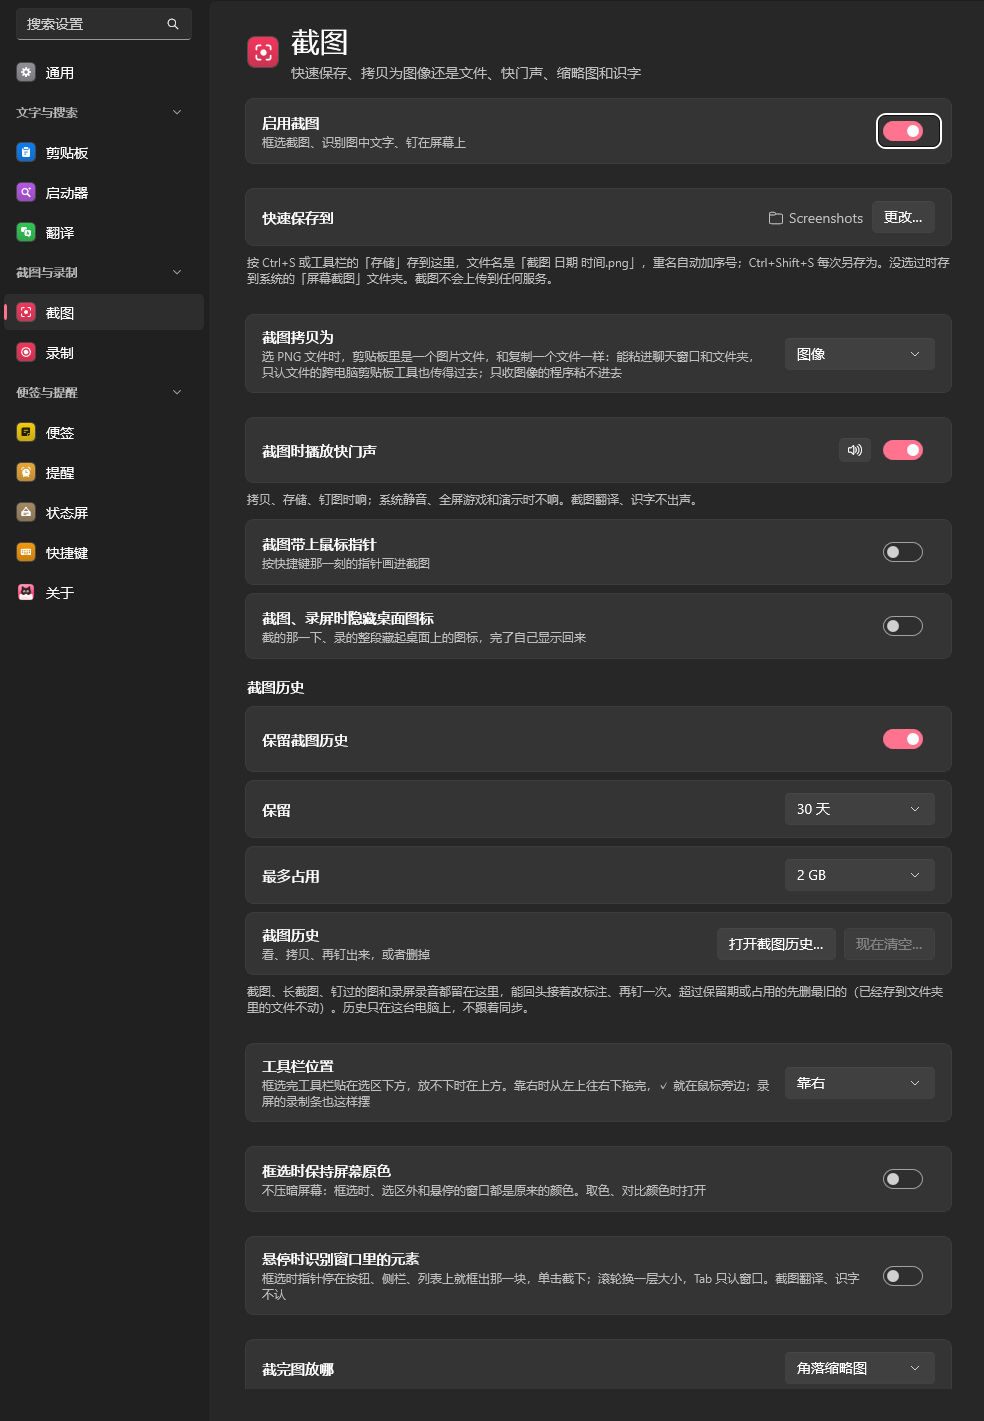 搜索设置
通用
文字与搜索
剪贴板
启动器
翻译
截图与录制
截图
录制
便签与提醒
便签
提醒
状态屏
快捷键
关于
截图
快速保存、拷贝为图像还是文件、快门声、缩略图和识字
启用截图
框选截图、识别图中文字、钉在屏幕上
快速保存到
Screenshots
更改...
按 Ctrl+S 或工具栏的「存储」存到这里，文件名是「截图 日期 时间.png」，重名自动加序号；Ctrl+Shift+S 每次另存为。没选过时存
到系统的「屏幕截图」文件夹。截图不会上传到任何服务。
截图拷贝为
选 PNG 文件时，剪贴板里是一个图片文件，和复制一个文件一样：能粘进聊天窗口和文件夹，
只认文件的跨电脑剪贴板工具也传得过去；只收图像的程序粘不进去
图像
截图时播放快门声
拷贝、存储、钉图时响；系统静音、全屏游戏和演示时不响。截图翻译、识字不出声。
截图带上鼠标指针
按快捷键那一刻的指针画进截图
截图、录屏时隐藏桌面图标
截的那一下、录的整段藏起桌面上的图标，完了自己显示回来
截图历史
保留截图历史
保留
30 天
最多占用
2 GB
截图历史
看、拷贝、再钉出来，或者删掉
打开截图历史...
现在清空...
截图、长截图、钉过的图和录屏录音都留在这里，能回头接着改标注、再钉一次。超过保留期或占用的先删最旧的（已经存到文件夹
里的文件不动）。历史只在这台电脑上，不跟着同步。
工具栏位置
框选完工具栏贴在选区下方，放不下时在上方。靠右时从左上往右下拖完，✓ 就在鼠标旁边；录
屏的录制条也这样摆
靠右
框选时保持屏幕原色
不压暗屏幕：框选时、选区外和悬停的窗口都是原来的颜色。取色、对比颜色时打开
悬停时识别窗口里的元素
框选时指针停在按钮、侧栏、列表上就框出那一块，单击截下；滚轮换一层大小，Tab 只认窗口。截图翻译、识字
不认
截完图放哪
角落缩略图